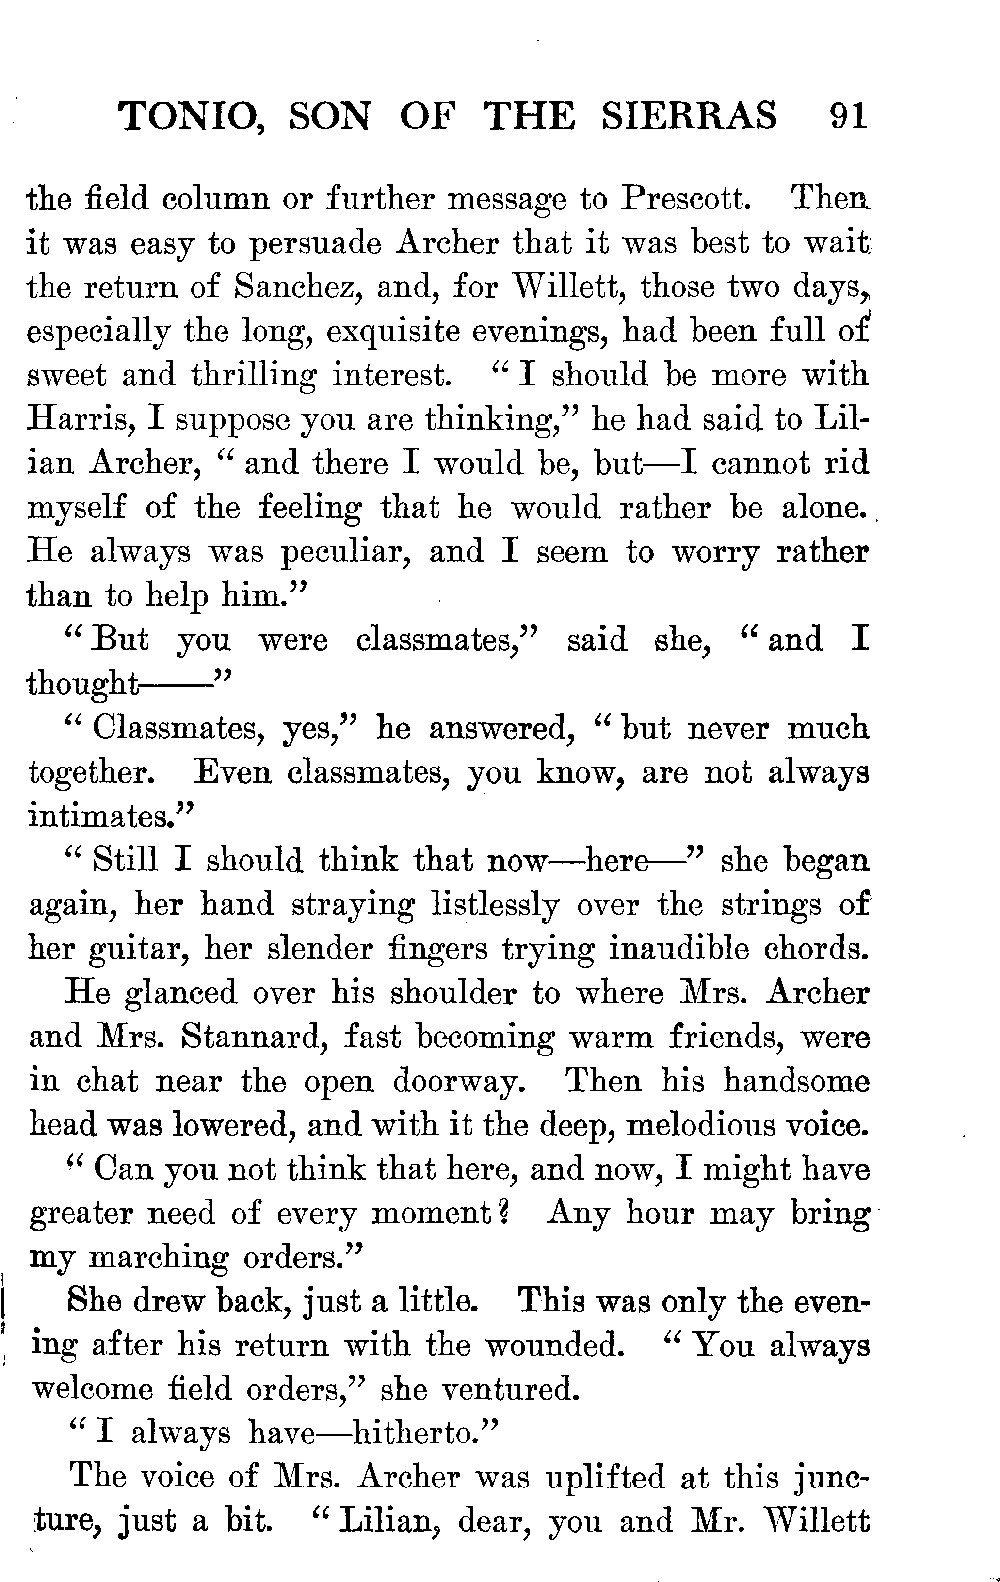 TONIO, SON OF THE SIERRAS 91
the field column or further message to Prescott. Then
it was easy to persuade Archer that it was best to wait
the return of Sanchez, and, for Willett, those two days,
especially the long, exquisite evenings, had been full of
sweet and thrilling interest. "I should be more with
Harris, I suppose you are thinking," he had said to Lil-
ian Archer, "and there I would be, but—I cannot rid
myself of the feeling that he would rather be alone.
He always was peculiar, and I seem to worry rather
than to help him."
"But you were classmates," said she, "and I
thought——"
"Classmates, yes," he answered, "but never much
together. Even classmates, you know, are not always
intimates."
"Still I should think that now—here—" she began
again, her hand straying listlessly over the strings of
her guitar, her slender fingers trying inaudible chords.
He glanced over his shoulder to where Mrs. Archer
and Mrs. Stannard, fast becoming warm friends, were
in chat near the open doorway. Then his handsome
head was lowered, and with it the deep, melodious voice.
"Can you not think that here, and now, I might have
greater need of every moment? Any hour may bring
my marching orders."
She drew back, just a little. This was only the even-
ing after his return with the wounded. "You always
welcome field orders," she ventured.
"I always have—hitherto."
The voice of Mrs. Archer was uplifted at this junc-
ture, just a bit. "Lilian, dear, you and Mr. Willett